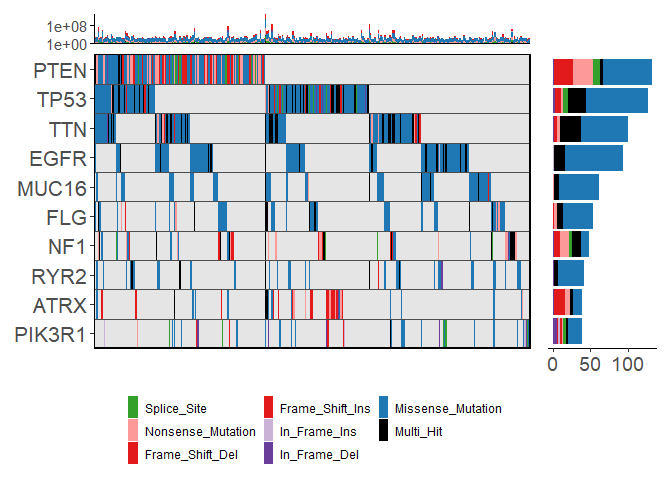 1e+08
1e+00
PTEN
TP53
TTN
EGFR
MUC16
FLG
NF1
RYR2
ATRX
PIK3R1
0 50 100
Splice_Site Frame_Shift_Ins Missense_Mutation
Nonsense_Mutation In_Frame_Ins Multi_Hit
Frame_Shift_Del In_Frame_Del